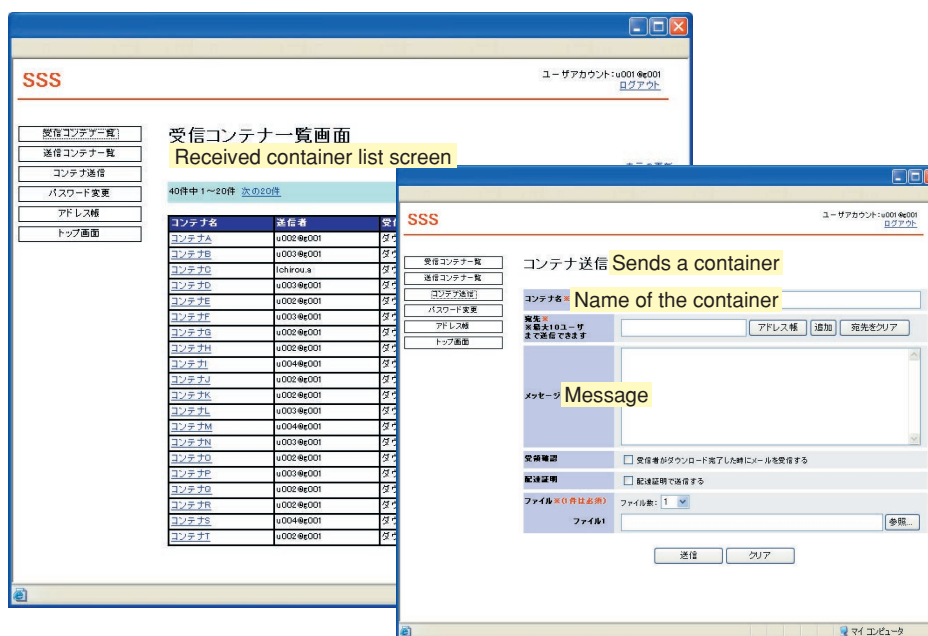 SSS
ユーザアカウント:u001@g001
ログアウト
受信コンテナ一覧
送信コンテナ一覧
コンテナ送信
パスワード変更
アドレス帳
トップ画面
受信コンテナ一覧画面
Received container list screen
40件中 1～20件 次の20件
コンテナ名 送信者
コンテナA u002@g001
コンテナB u003@g001
コンテナC Ichirou.a
コンテナD u003@g001
コンテナE u002@g001
コンテナF u003@g001
コンテナG u002@g001
コンテナH u002@g001
コンテナI u004@g001
コンテナJ u002@g001
コンテナK u002@g001
コンテナL u003@g001
コンテナM u004@g001
コンテナN u003@g001
コンテナO u002@g001
コンテナP u003@g001
コンテナQ u002@g001
コンテナR u002@g001
コンテナS u004@g001
コンテナT u002@g001
SSS
ユーザアカウント:u001@g001
ログアウト
受信コンテナ一覧
送信コンテナ一覧
コンテナ送信
パスワード変更
アドレス帳
トップ画面
コンテナ送信 Sends a container
コンテナ名※ Name of the container
宛先※
※最大10ユーザ
まで送信できます
アドレス帳 追加 宛先をクリア
メッセージ Message
受領確認 受信者がダウンロード完了した時にメールを受信する
配達証明 配達証明で送信する
ファイル※(1件は必須) ファイル数: 1
ファイル1 参照...
送信 クリア
マイ コンピュータ